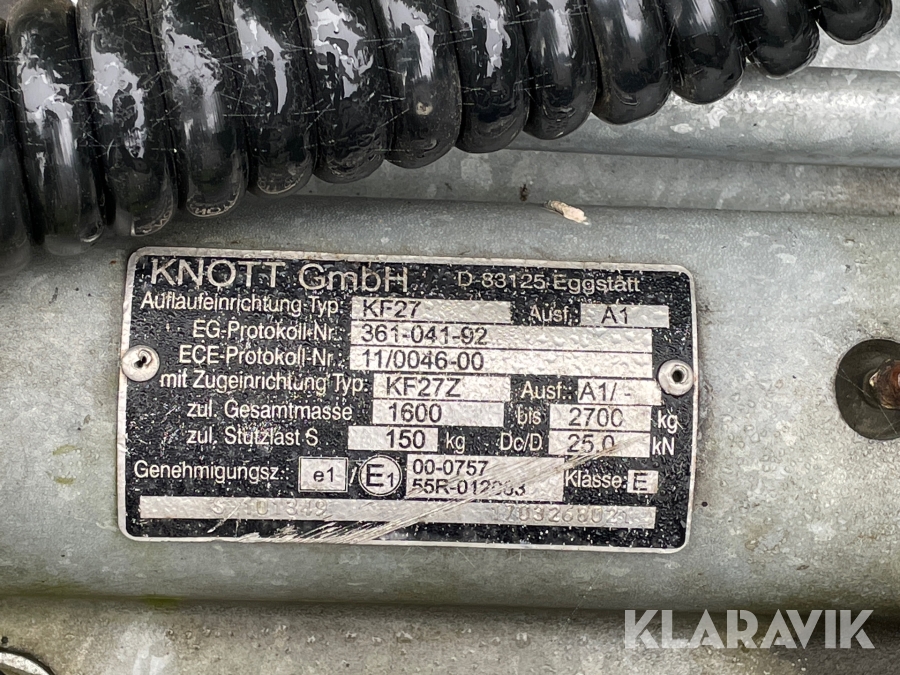 KNOTT GmbH D-83125 Eggstätt
Auflaufeinrichtung Typ: KF27 Ausf.: A1
EG-Protokoll-Nr.: 361-041-92
ECE-Protokoll-Nr.: 11/0046-00
mit Zugeinrichtung Typ: KF27Z Ausf.: A1/ -
zul. Gesamtmasse 1600 bis 2700 kg
zul. Stützlast S 150 kg Dc/D 25.0 kN
Genehmigungsz.: e1 / E1 00-0757 Klasse: E
55R-012083
KLARAVIK